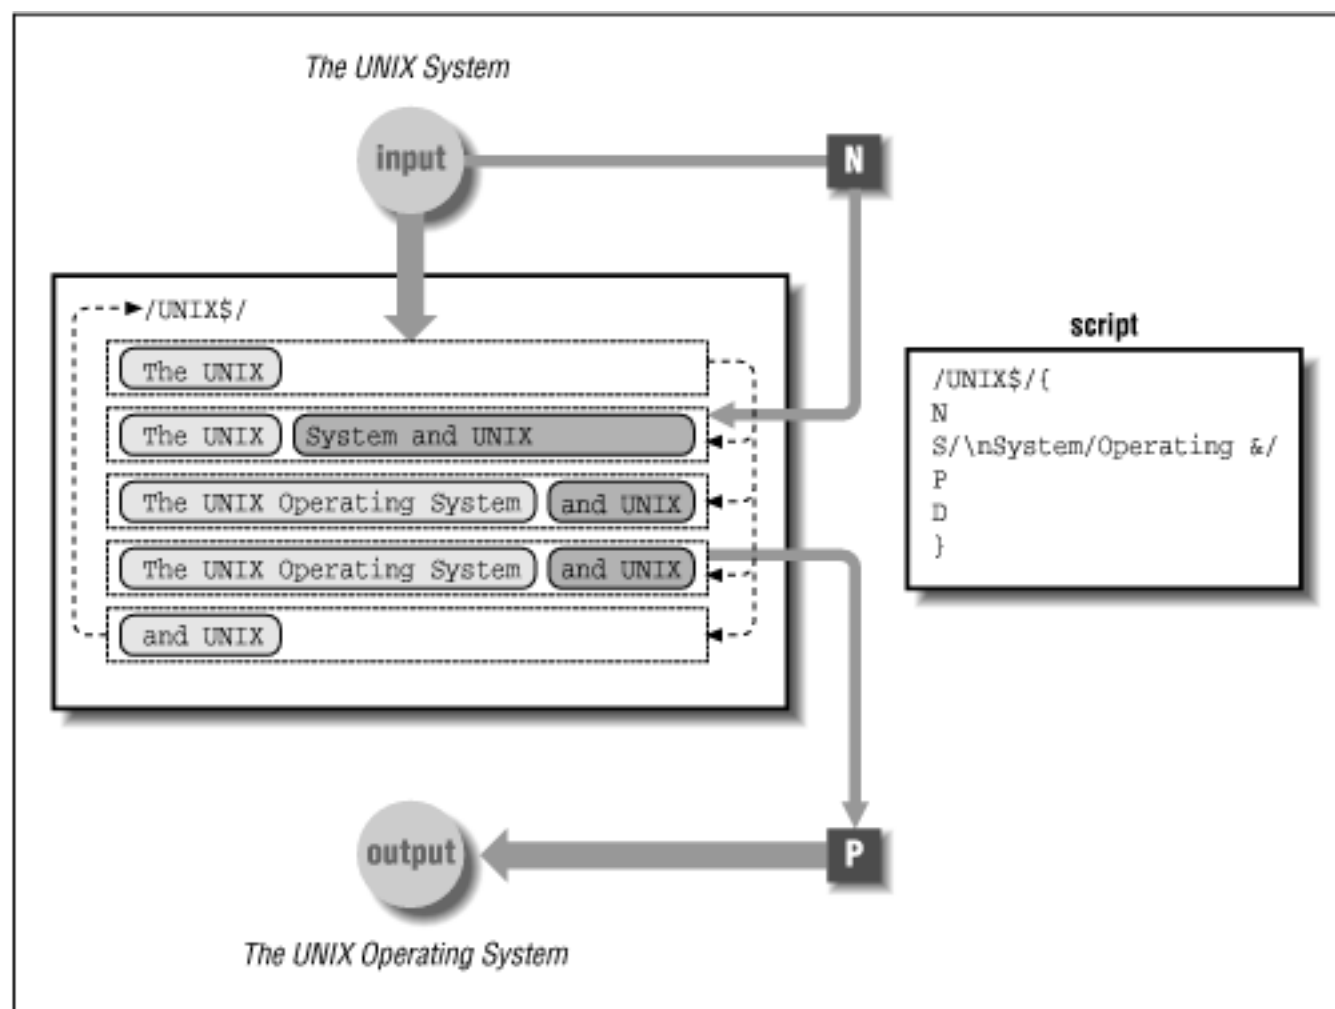 The UNIX System
input
N
/UNIX$/
The UNIX
The UNIX System and UNIX
The UNIX Operating System and UNIX
The UNIX Operating System and UNIX
and UNIX
script
/UNIX$/{
N
S/\nSystem/Operating &/
P
D
}
output
P
The UNIX Operating System